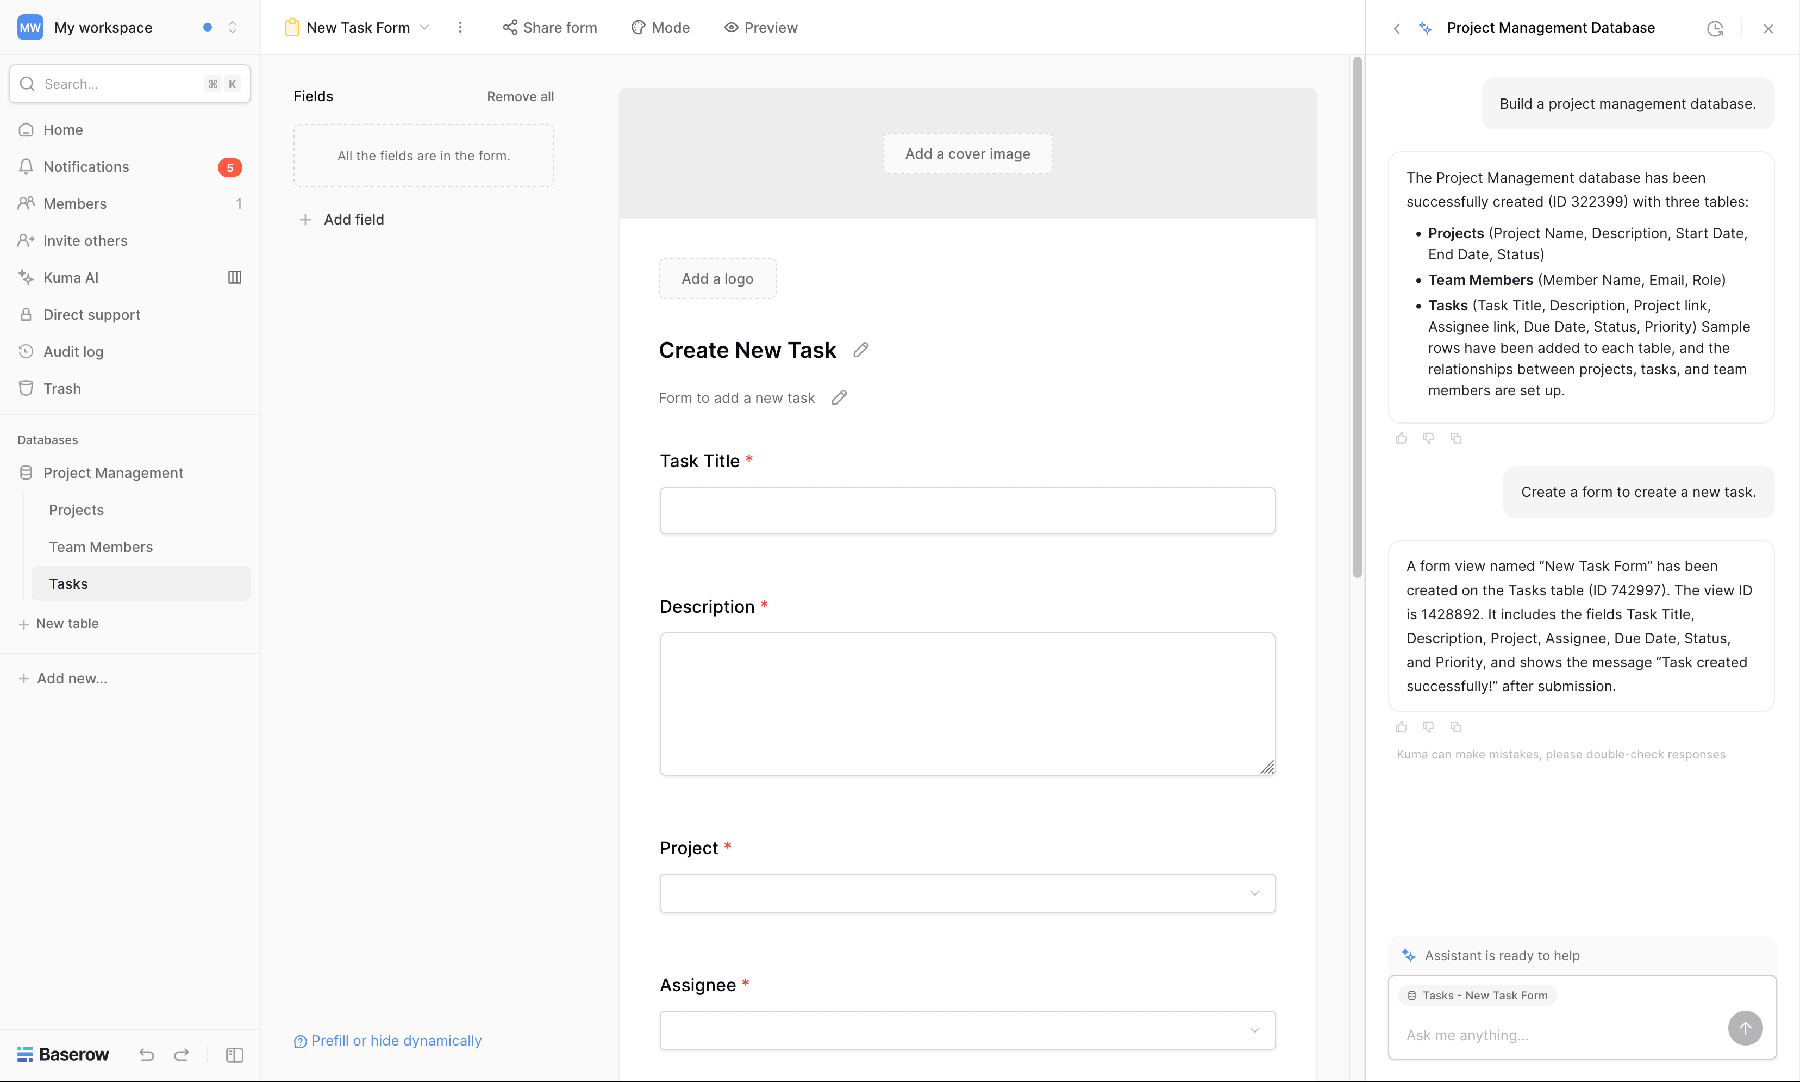 MW My workspace
Search... ⌘ K
Home
Notifications 5
Members 1
Invite others
Kuma AI
Direct support
Audit log
Trash
Databases
Project Management
Projects
Team Members
Tasks
+ New table
+ Add new...
Baserow
New Task Form
Share form
Mode
Preview
Fields Remove all
All the fields are in the form.
+ Add field
Prefill or hide dynamically
Add a cover image
Add a logo
Create New Task
Form to add a new task
Task Title *
Description *
Project *
Assignee *
Project Management Database
Build a project management database.
The Project Management database has been
successfully created (ID 322399) with three tables:
• Projects (Project Name, Description, Start Date,
End Date, Status)
• Team Members (Member Name, Email, Role)
• Tasks (Task Title, Description, Project link,
Assignee link, Due Date, Status, Priority) Sample
rows have been added to each table, and the
relationships between projects, tasks, and team
members are set up.
Create a form to create a new task.
A form view named “New Task Form” has been
created on the Tasks table (ID 742997). The view ID
is 1428892. It includes the fields Task Title,
Description, Project, Assignee, Due Date, Status,
and Priority, and shows the message “Task created
successfully!” after submission.
Kuma can make mistakes, please double-check responses
Assistant is ready to help
Tasks - New Task Form
Ask me anything...